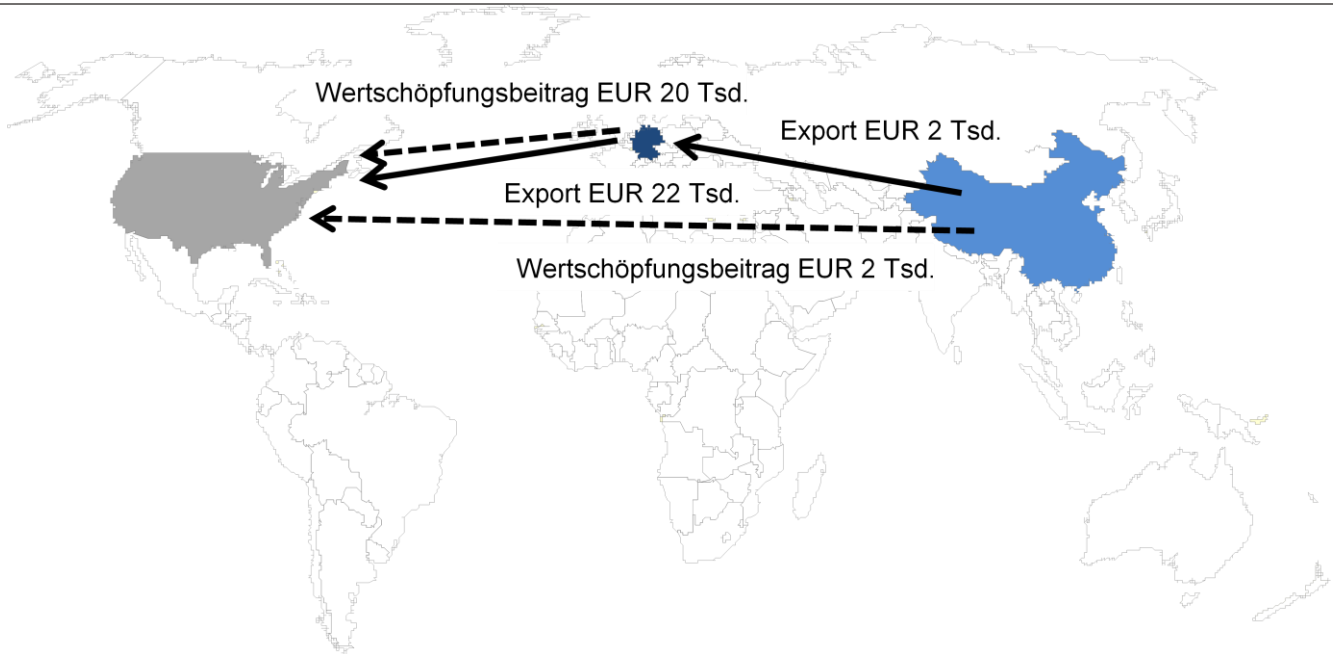 Wertschöpfungsbeitrag EUR 20 Tsd.
Export EUR 2 Tsd.
Export EUR 22 Tsd.
Wertschöpfungsbeitrag EUR 2 Tsd.